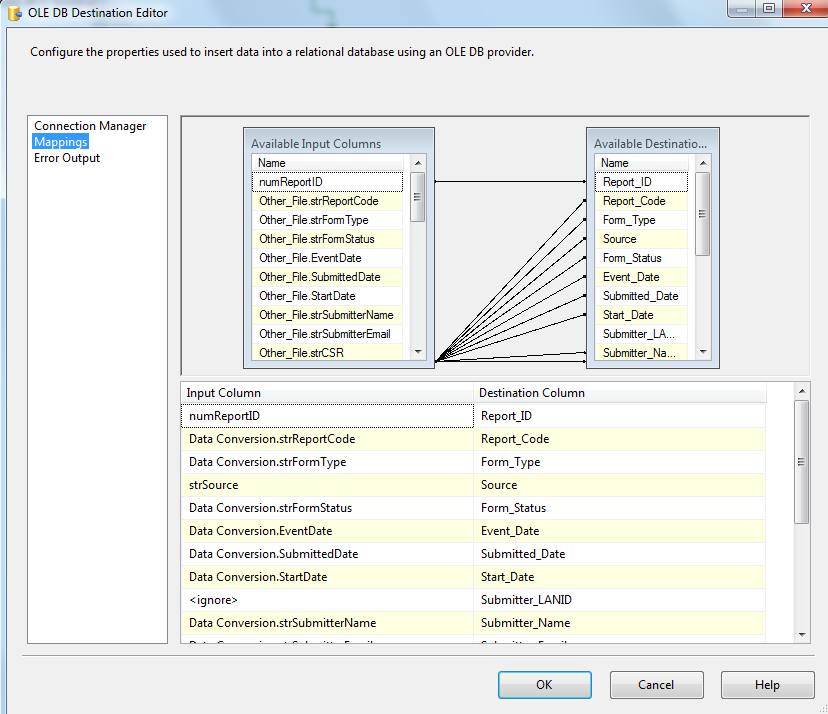 OLE DB Destination Editor
Configure the properties used to insert data into a relational database using an OLE DB provider.
Connection Manager
Mappings
Error Output
Available Input Columns
Name
numReportID
Other_File.strReportCode
Other_File.strFormType
Other_File.strFormStatus
Other_File.EventDate
Other_File.SubmittedDate
Other_File.StartDate
Other_File.strSubmitterName
Other_File.strSubmitterEmail
Other_File.strCSR
Available Destinatio...
Name
Report_ID
Report_Code
Form_Type
Source
Form_Status
Event_Date
Submitted_Date
Start_Date
Submitter_LA...
Submitter_Na...
Input Column Destination Column
numReportID Report_ID
Data Conversion.strReportCode Report_Code
Data Conversion.strFormType Form_Type
strSource Source
Data Conversion.strFormStatus Form_Status
Data Conversion.EventDate Event_Date
Data Conversion.SubmittedDate Submitted_Date
Data Conversion.StartDate Start_Date
<ignore> Submitter_LANID
Data Conversion.strSubmitterName Submitter_Name
OK Cancel Help